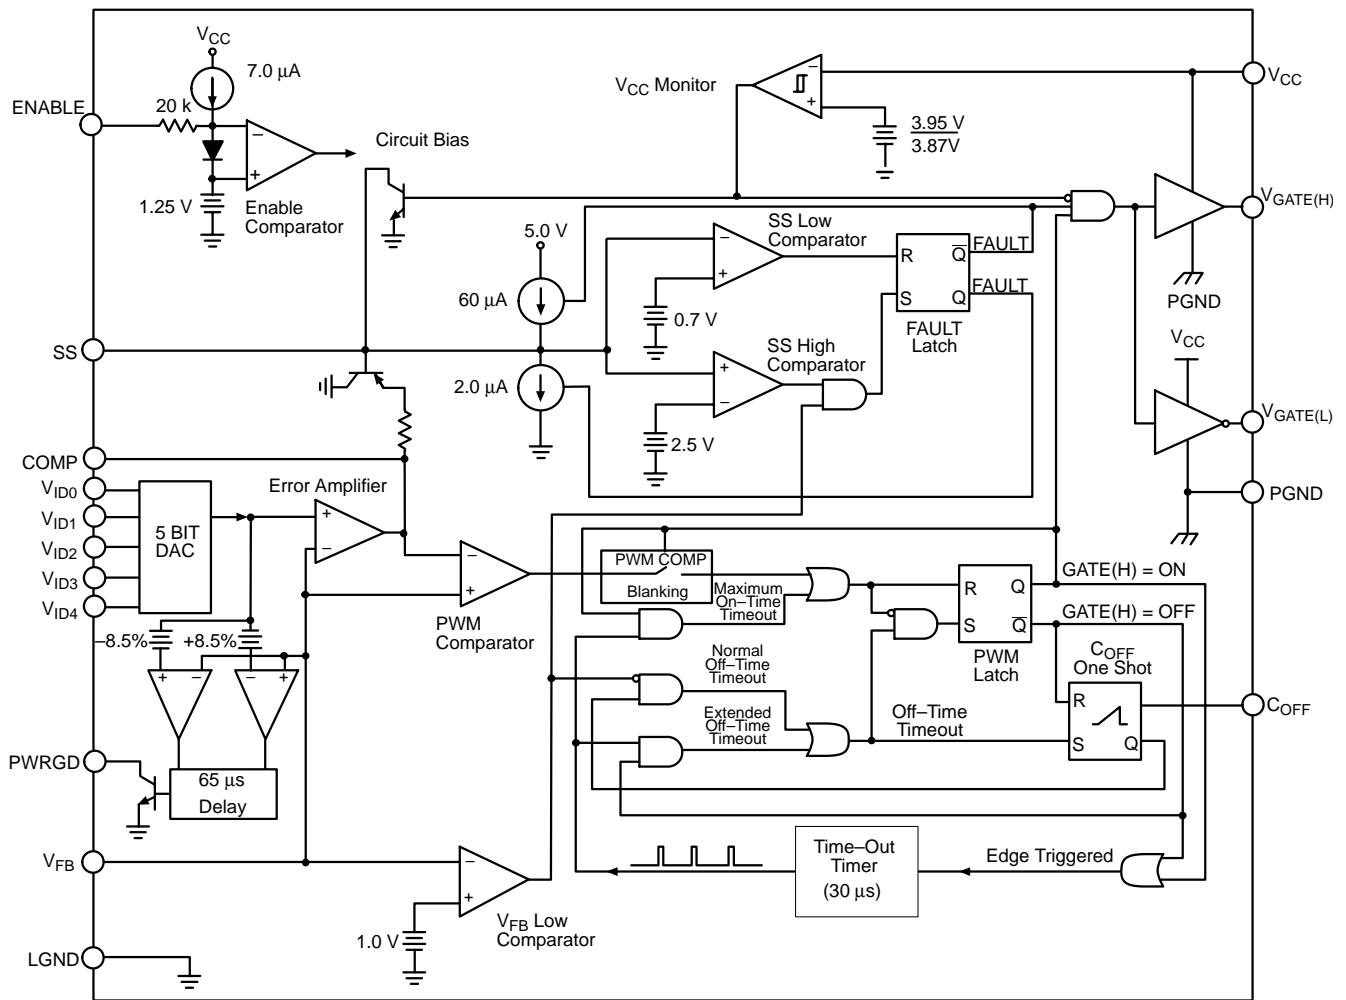 VCC
7.0 μA
ENABLE
20 k
−
+
1.25 V
Enable
Comparator
Circuit Bias
VCC Monitor
−
+
3.95 V
3.87V
VCC
VGATE(H)
PGND
5.0 V
60 μA
SS Low
Comparator
−
+
0.7 V
R
Q
FAULT
S
Q
FAULT
FAULT
Latch
SS
2.0 μA
SS High
Comparator
+
−
2.5 V
VCC
VGATE(L)
PGND
COMP
VID0
VID1
VID2
VID3
VID4
5 BIT
DAC
Error Amplifier
+
−
−
+
PWM
Comparator
PWM COMP
Blanking
Maximum
On–Time
Timeout
R
Q
GATE(H) = ON
S
Q
GATE(H) = OFF
PWM
Latch
–8.5%
+8.5%
+
−
−
+
Normal
Off–Time
Timeout
Extended
Off–Time
Timeout
Off–Time
Timeout
COFF
One Shot
R
S
Q
COFF
PWRGD
65 μs
Delay
VFB
−
+
1.0 V
VFB Low
Comparator
Time–Out
Timer
(30 μs)
Edge Triggered
LGND